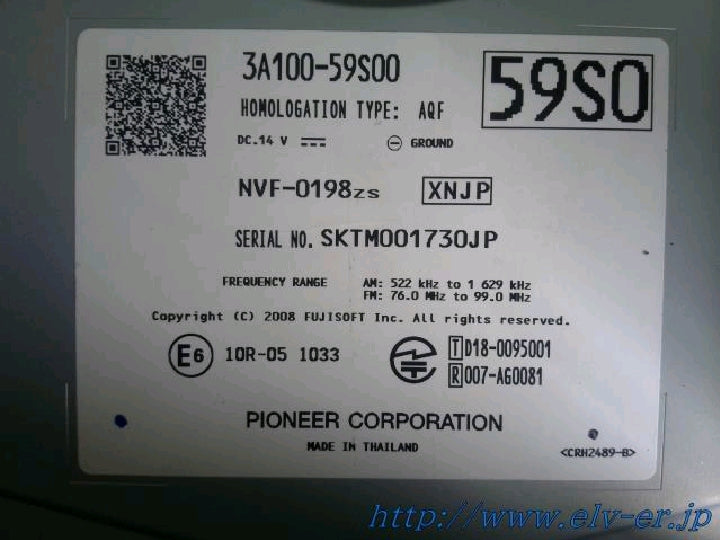 3A100-59S00
59S0
HOMOLOGATION TYPE: AQF
DC.14 V GROUND
NVF-0198ZS XNJP
SERIAL NO. SKTM001730JP
FREQUENCY RANGE AM: 522 kHz to 1 629 kHz
FM: 76.0 MHz to 99.0 MHz
Copyright (C) 2008 FUJISOFT Inc. All rights reserved.
E6 10R-05 1033
T D18-0095001
R 007-AG0081
PIONEER CORPORATION
MADE IN THAILAND
<CRH2489-B>
http://www.elv-er.jp